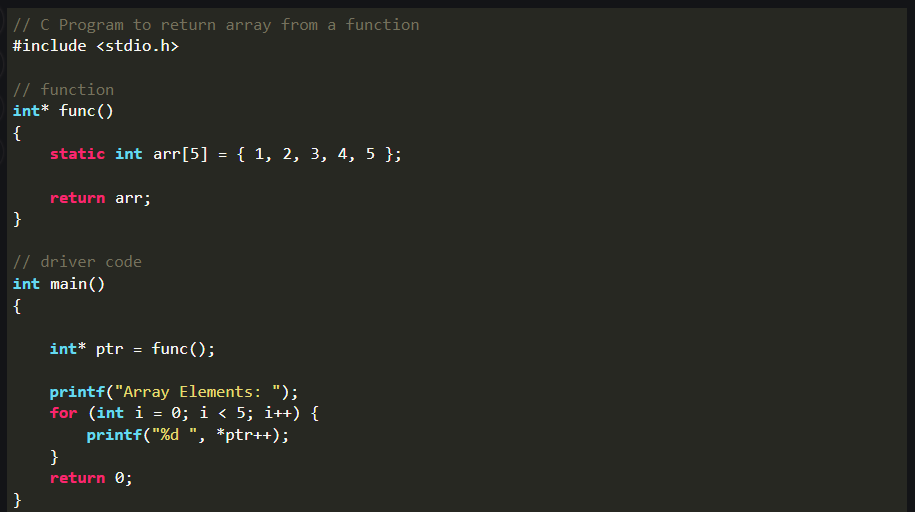 // C Program to return array from a function
#include <stdio.h>
// function
int* func()
{
    static int arr[5] = { 1, 2, 3, 4, 5 };
    return arr;
}
// driver code
int main()
{
    int* ptr = func();
    printf("Array Elements: ");
    for (int i = 0; i < 5; i++) {
        printf("%d ", *ptr++);
    }
    return 0;
}